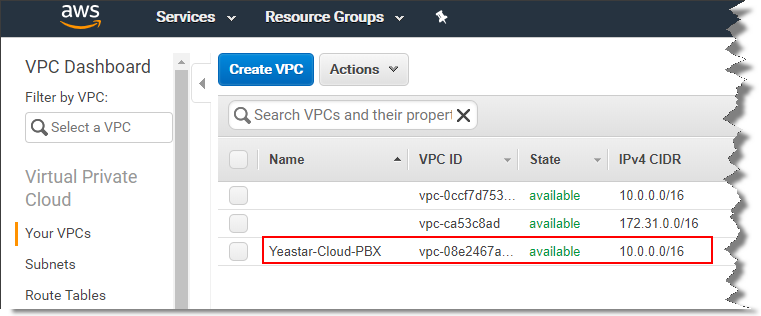 aws Services Resource Groups
VPC Dashboard
Filter by VPC:
Select a VPC
Virtual Private
Cloud
Your VPCs
Subnets
Route Tables
Create VPC Actions
Search VPCs and their propert
Name VPC ID State IPv4 CIDR
vpc-0ccf7d753... available 10.0.0.0/16
vpc-ca53c8ad available 172.31.0.0/16
Yeastar-Cloud-PBX vpc-08e2467a... available 10.0.0.0/16